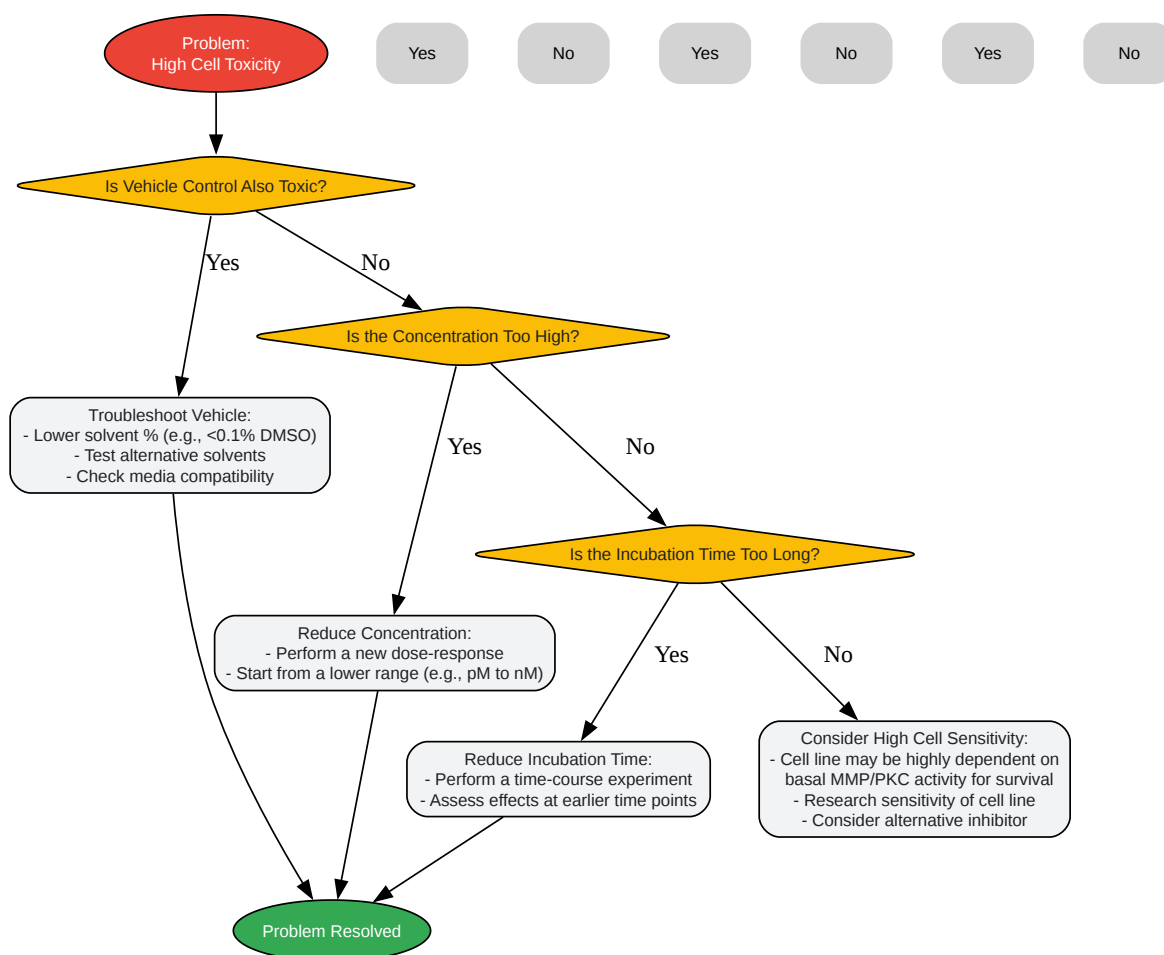 Problem:
High Cell Toxicity
Yes
No
Yes
No
Yes
No
Is Vehicle Control Also Toxic?
Yes
No
Is the Concentration Too High?
Troubleshoot Vehicle:
- Lower solvent % (e.g., <0.1% DMSO)
- Test alternative solvents
- Check media compatibility
Yes
No
Is the Incubation Time Too Long?
Reduce Concentration:
- Perform a new dose-response
- Start from a lower range (e.g., pM to nM)
Yes
No
Reduce Incubation Time:
- Perform a time-course experiment
- Assess effects at earlier time points
Consider High Cell Sensitivity:
- Cell line may be highly dependent on
basal MMP/PKC activity for survival
- Research sensitivity of cell line
- Consider alternative inhibitor
Problem Resolved